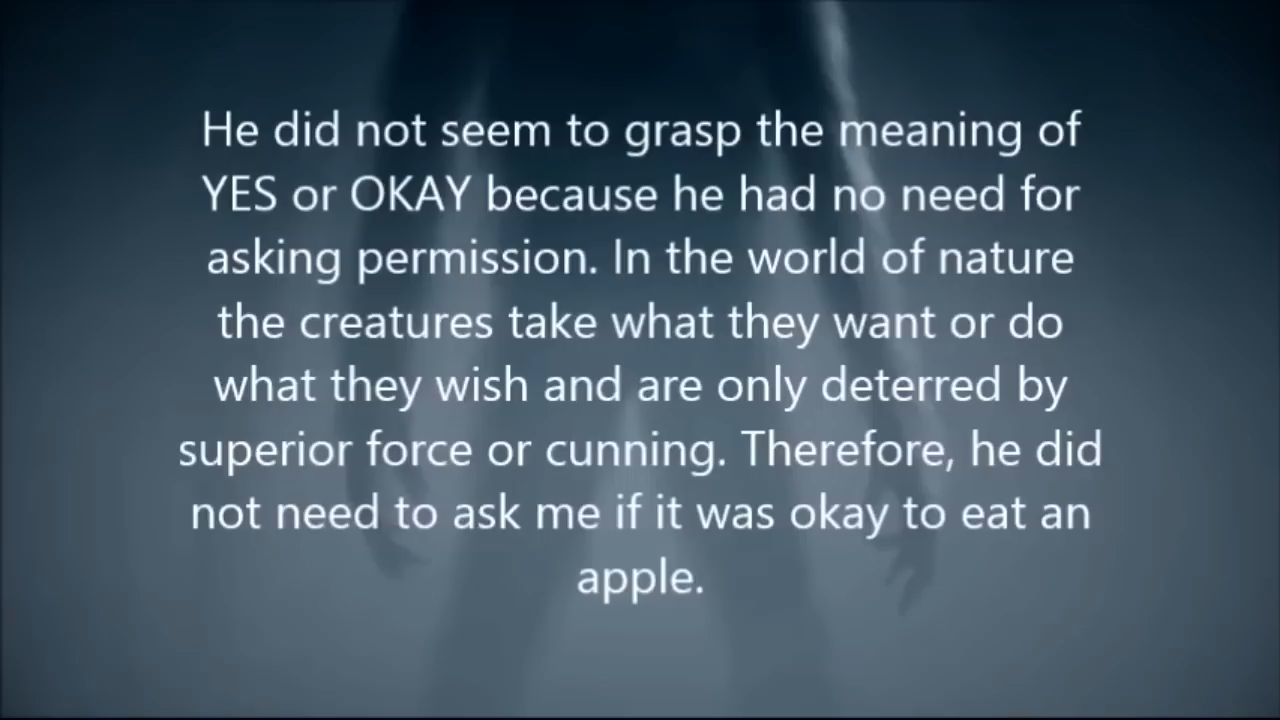 He did not seem to grasp the meaning of
YES or OKAY because he had no need for
asking permission. In the world of nature
the creatures take what they want or do
what they wish and are only deterred by
superior force or cunning. Therefore, he did
not need to ask me if it was okay to eat an
apple.